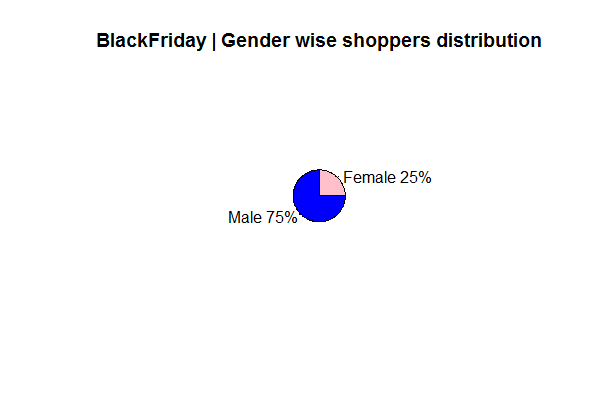 BlackFriday | Gender wise shoppers distribution
Female 25%
Male 75%